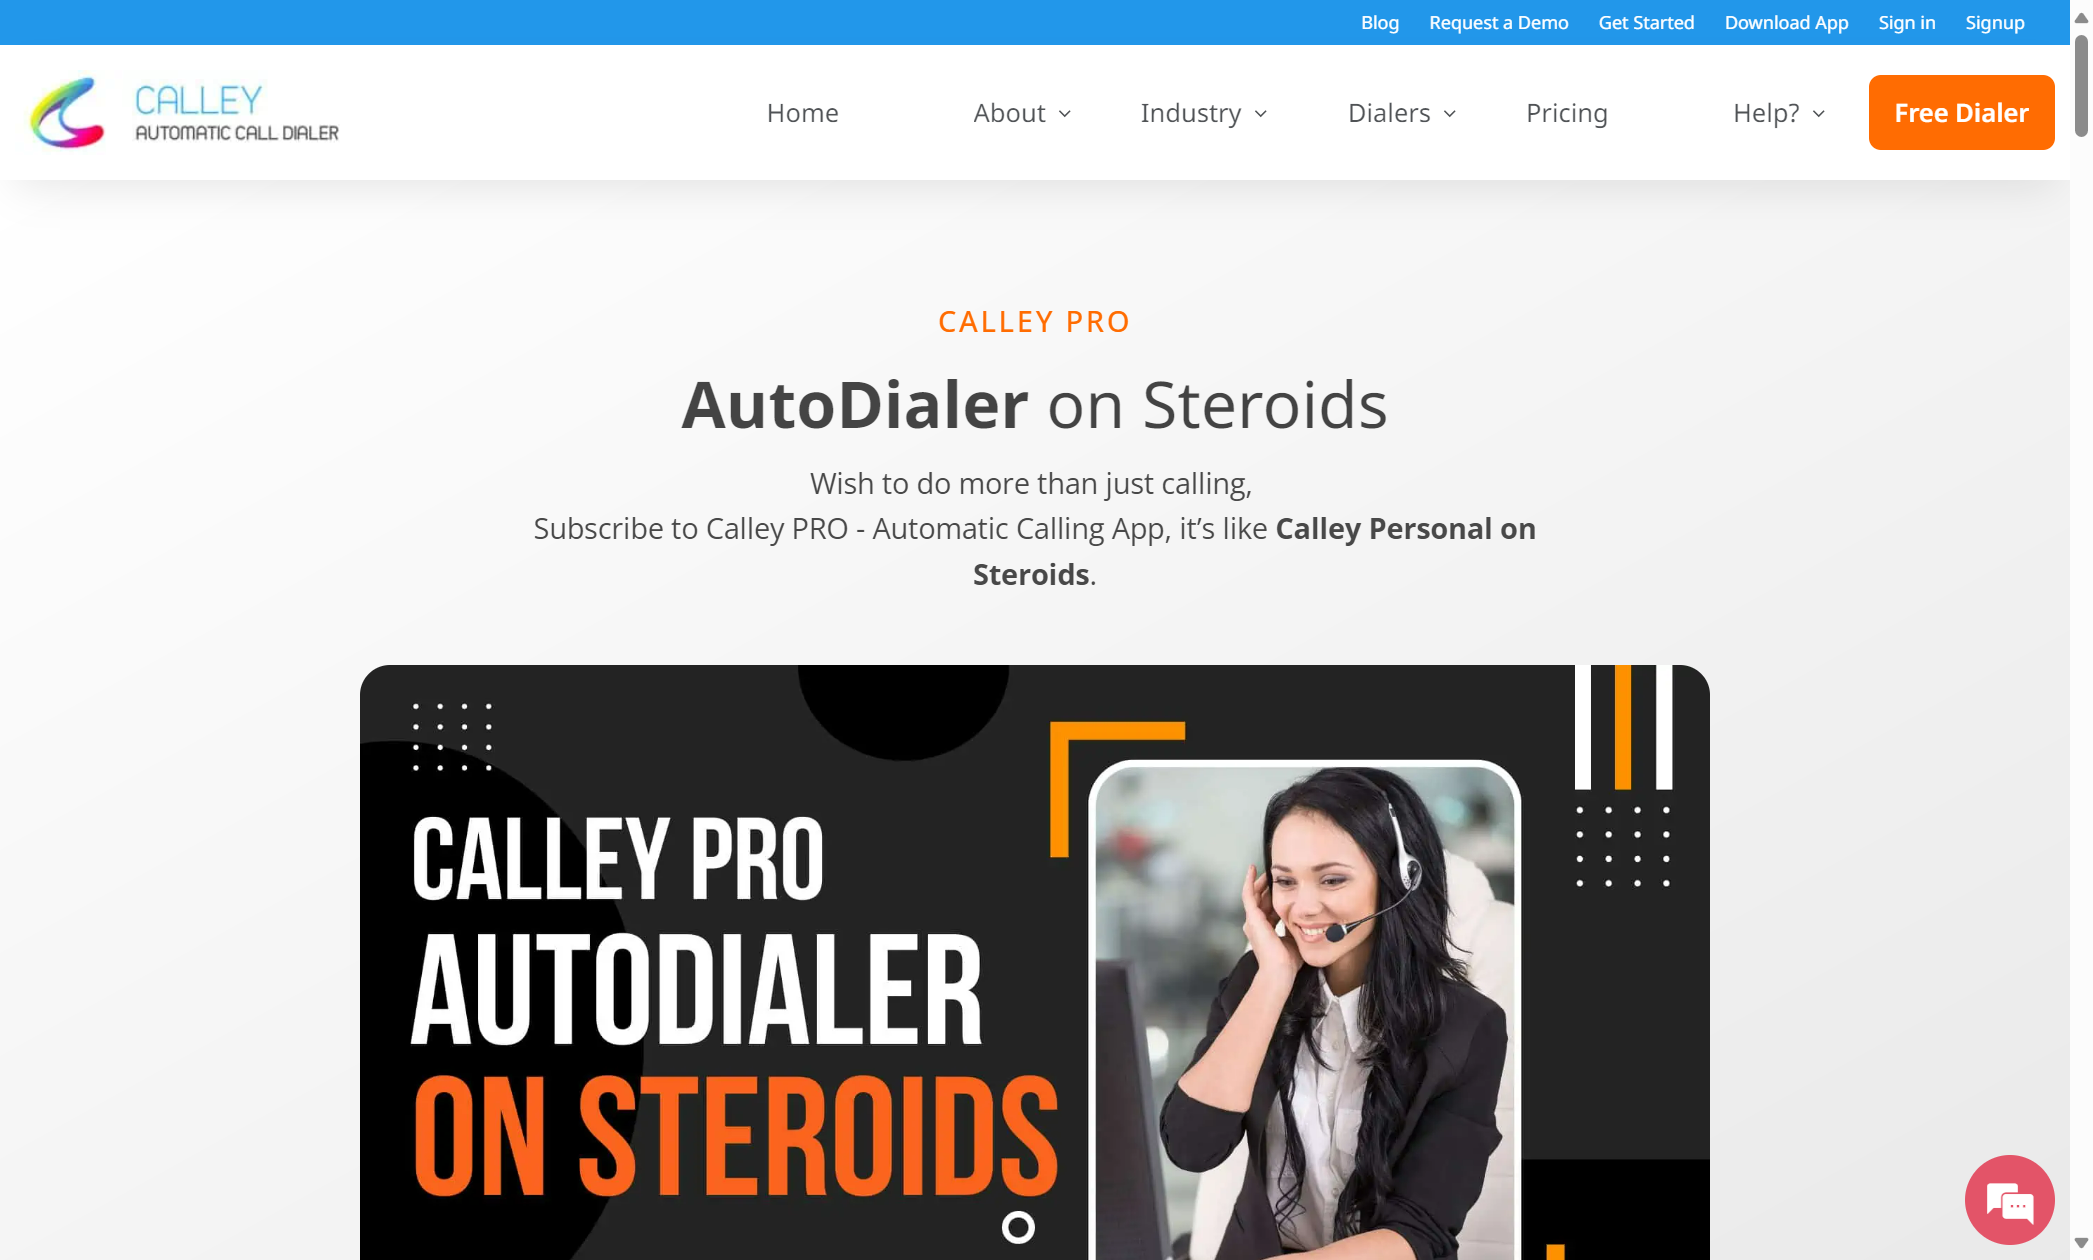 Blog Request a Demo Get Started Download App Sign in Signup
CALLEY
AUTOMATIC CALL DIALER
Home About Industry Dialers Pricing Help? Free Dialer
CALLEY PRO
AutoDialer on Steroids
Wish to do more than just calling,
Subscribe to Calley PRO - Automatic Calling App, it’s like Calley Personal on
Steroids.
CALLEY PRO
AUTODIALER
ON STEROIDS